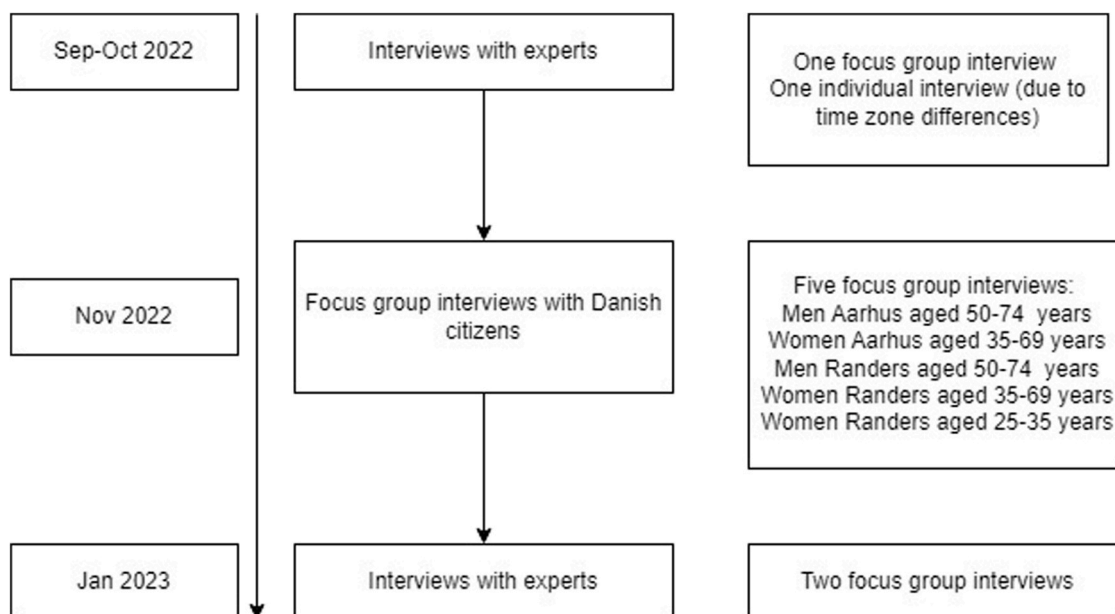 Sep-Oct 2022
Interviews with experts
One focus group interview
One individual interview (due to
time zone differences)
Nov 2022
Focus group interviews with Danish
citizens
Five focus group interviews:
Men Aarhus aged 50-74 years
Women Aarhus aged 35-69 years
Men Randers aged 50-74 years
Women Randers aged 35-69 years
Women Randers aged 25-35 years
Jan 2023
Interviews with experts
Two focus group interviews